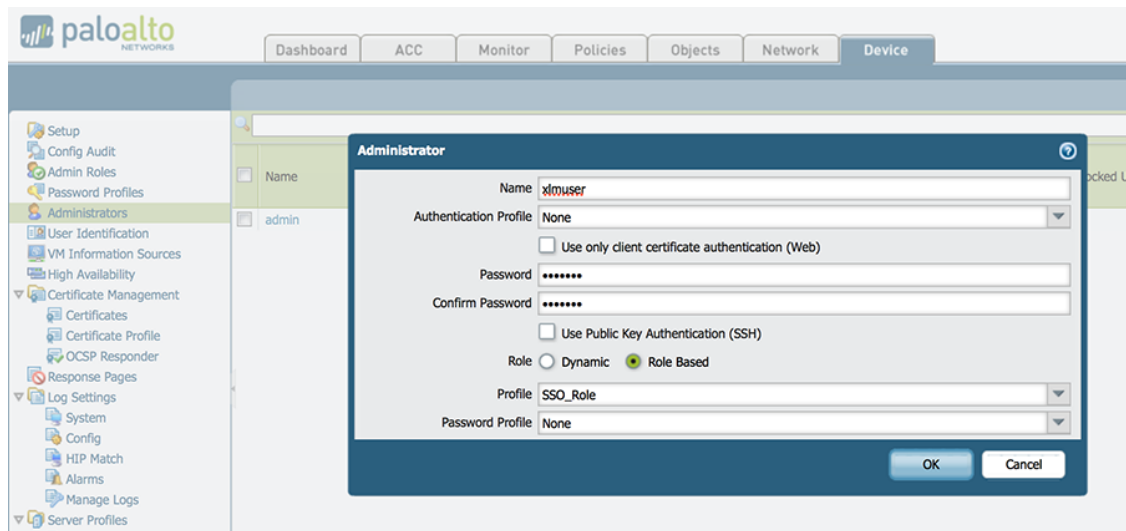 paloalto
NETWORKS
Dashboard ACC Monitor Policies Objects Network Device
Setup
Config Audit
Admin Roles
Password Profiles
Administrators
User Identification
VM Information Sources
High Availability
Certificate Management
Certificates
Certificate Profile
OCSP Responder
Response Pages
Log Settings
System
Config
HIP Match
Alarms
Manage Logs
Server Profiles
Name
admin
Administrator
Name xlmuser
Authentication Profile None
Use only client certificate authentication (Web)
Password •••••••
Confirm Password •••••••
Use Public Key Authentication (SSH)
Role Dynamic Role Based
Profile SSO_Role
Password Profile None
OK Cancel